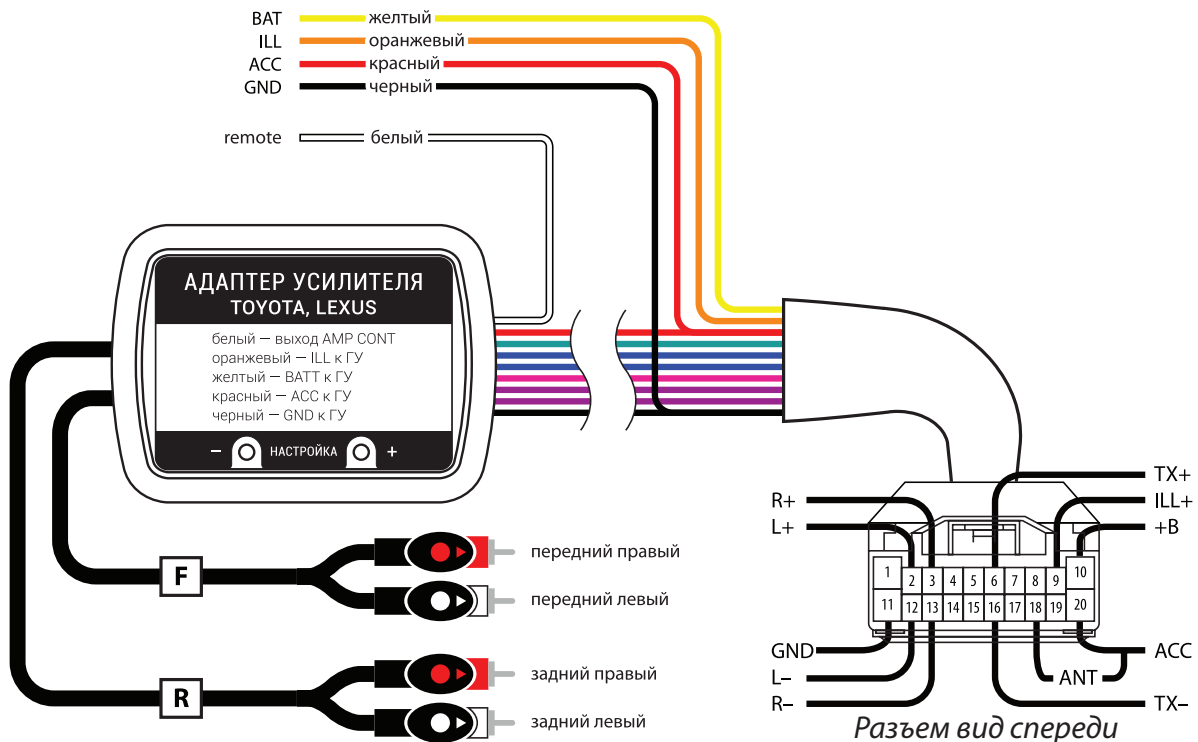 BAT желтый
ILL оранжевый
ACC красный
GND черный
remote белый
АДАПТЕР УСИЛИТЕЛЯ
TOYOTA, LEXUS
белый — выход AMP CONT
оранжевый — ILL к ГУ
желтый — BATT к ГУ
красный — ACC к ГУ
черный — GND к ГУ
− НАСТРОЙКА +
F
передний правый
передний левый
R
задний правый
задний левый
TX+
R+
ILL+
L+
+B
1 2 3 4 5 6 7 8 9 10
11 12 13 14 15 16 17 18 19 20
GND
ACC
L−
ANT
R−
TX−
Разъем вид спереди